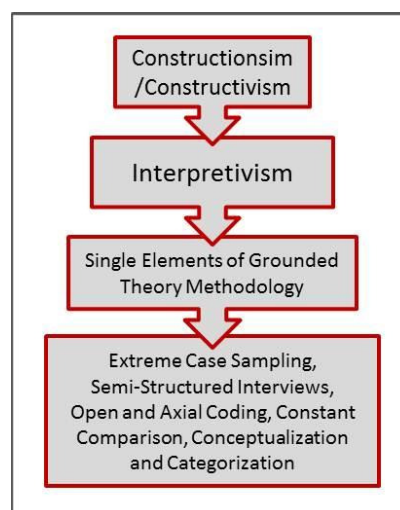 Constructionsim
/Constructivism
Interpretivism
Single Elements of Grounded
Theory Methodology
Extreme Case Sampling,
Semi-Structured Interviews,
Open and Axial Coding, Constant
Comparison, Conceptualization
and Categorization